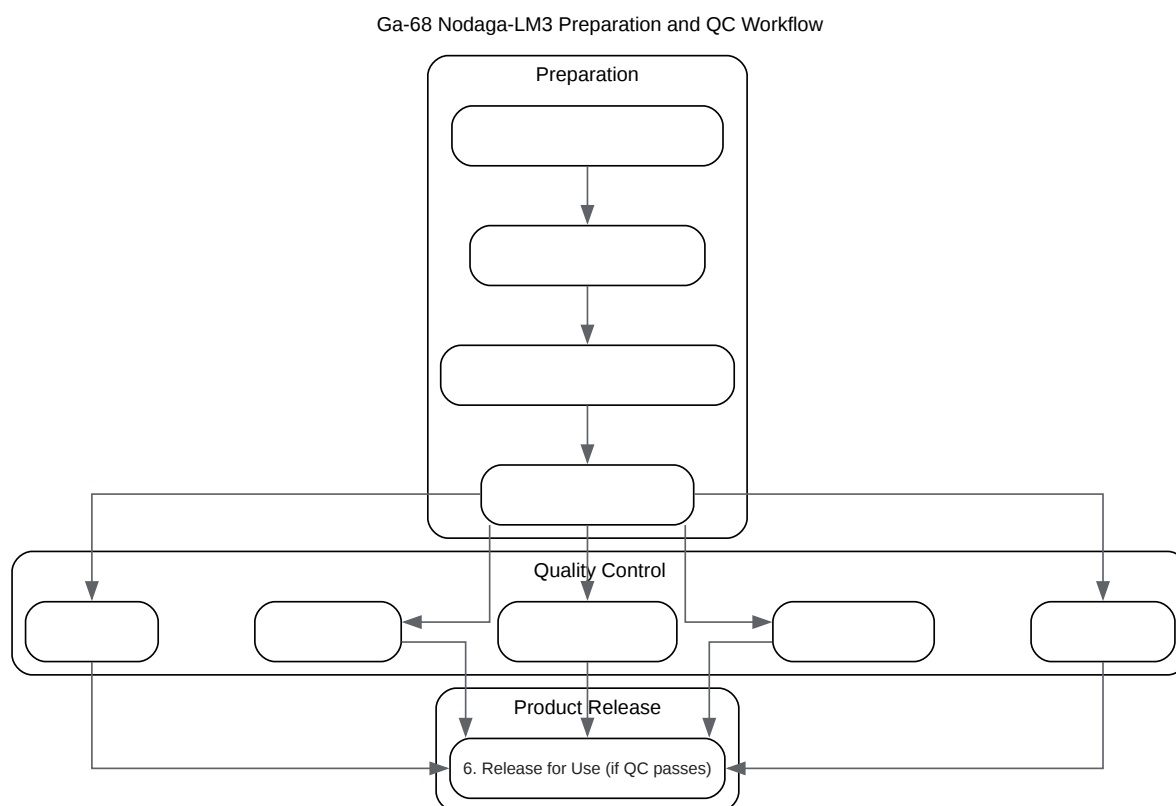 Ga-68 Nodaga-LM3 Preparation and QC Workflow
Preparation
Quality Control
Product Release
6. Release for Use (if QC passes)